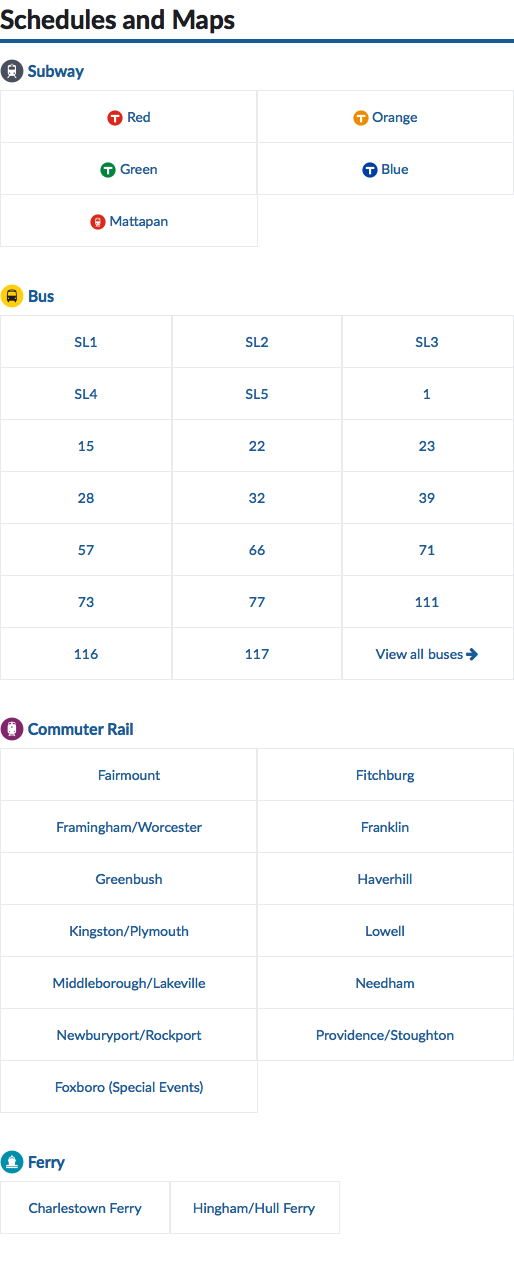 Schedules and Maps
Subway
Red Orange
Green Blue
Mattapan
Bus
SL1 SL2 SL3
SL4 SL5 1
15 22 23
28 32 39
57 66 71
73 77 111
116 117 View all buses
Commuter Rail
Fairmount Fitchburg
Framingham/Worcester Franklin
Greenbush Haverhill
Kingston/Plymouth Lowell
Middleborough/Lakeville Needham
Newburyport/Rockport Providence/Stoughton
Foxboro (Special Events)
Ferry
Charlestown Ferry Hingham/Hull Ferry